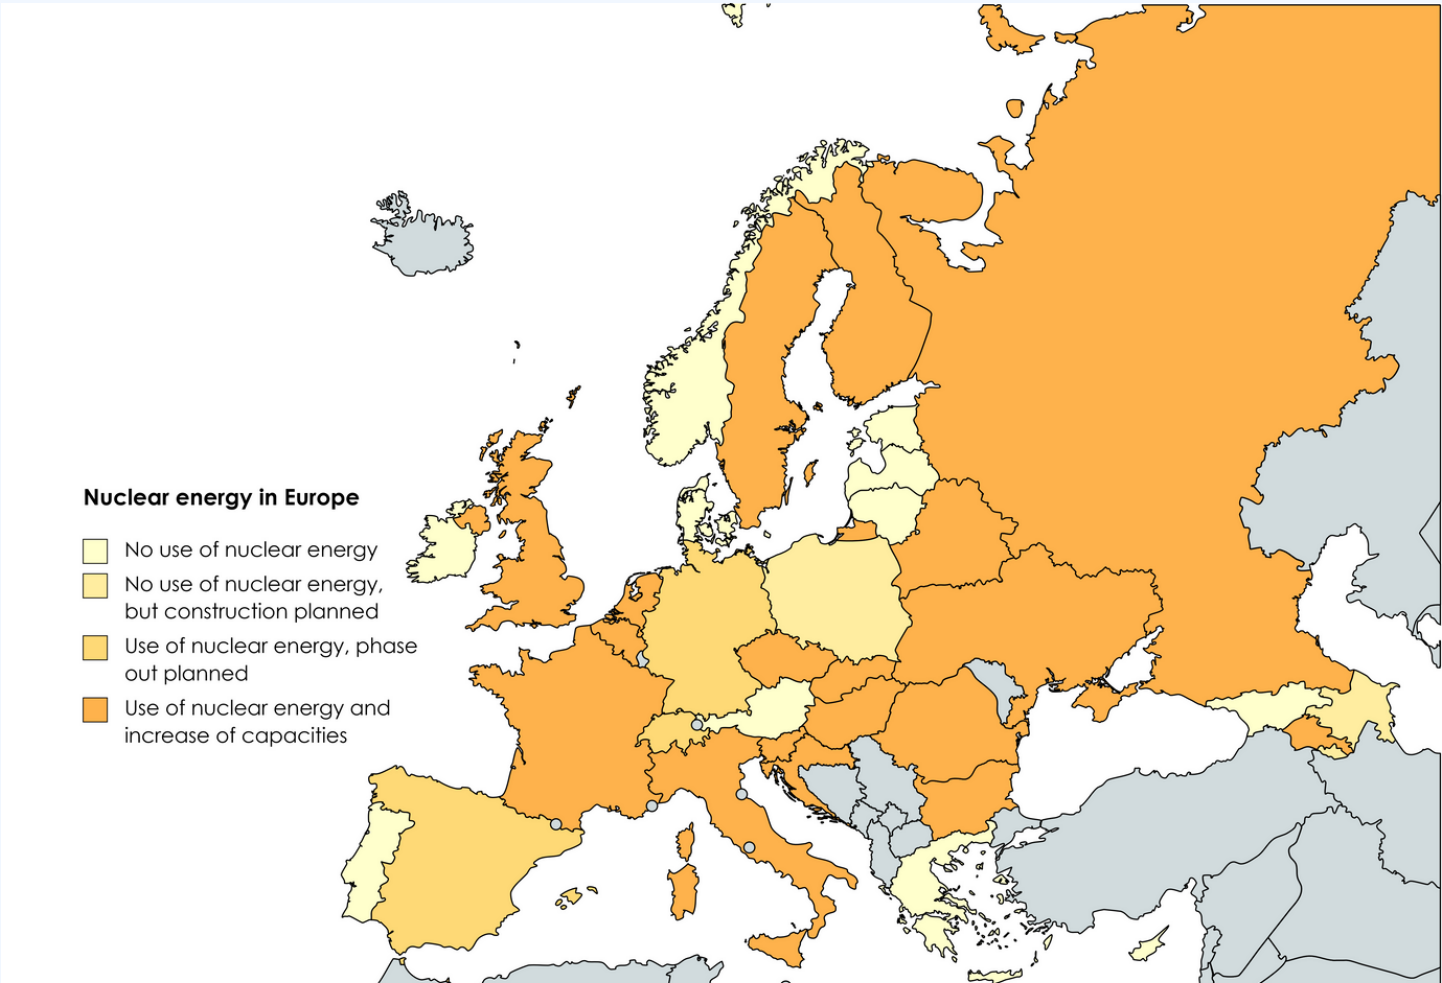 Nuclear energy in Europe
No use of nuclear energy
No use of nuclear energy,
but construction planned
Use of nuclear energy, phase
out planned
Use of nuclear energy and
increase of capacities